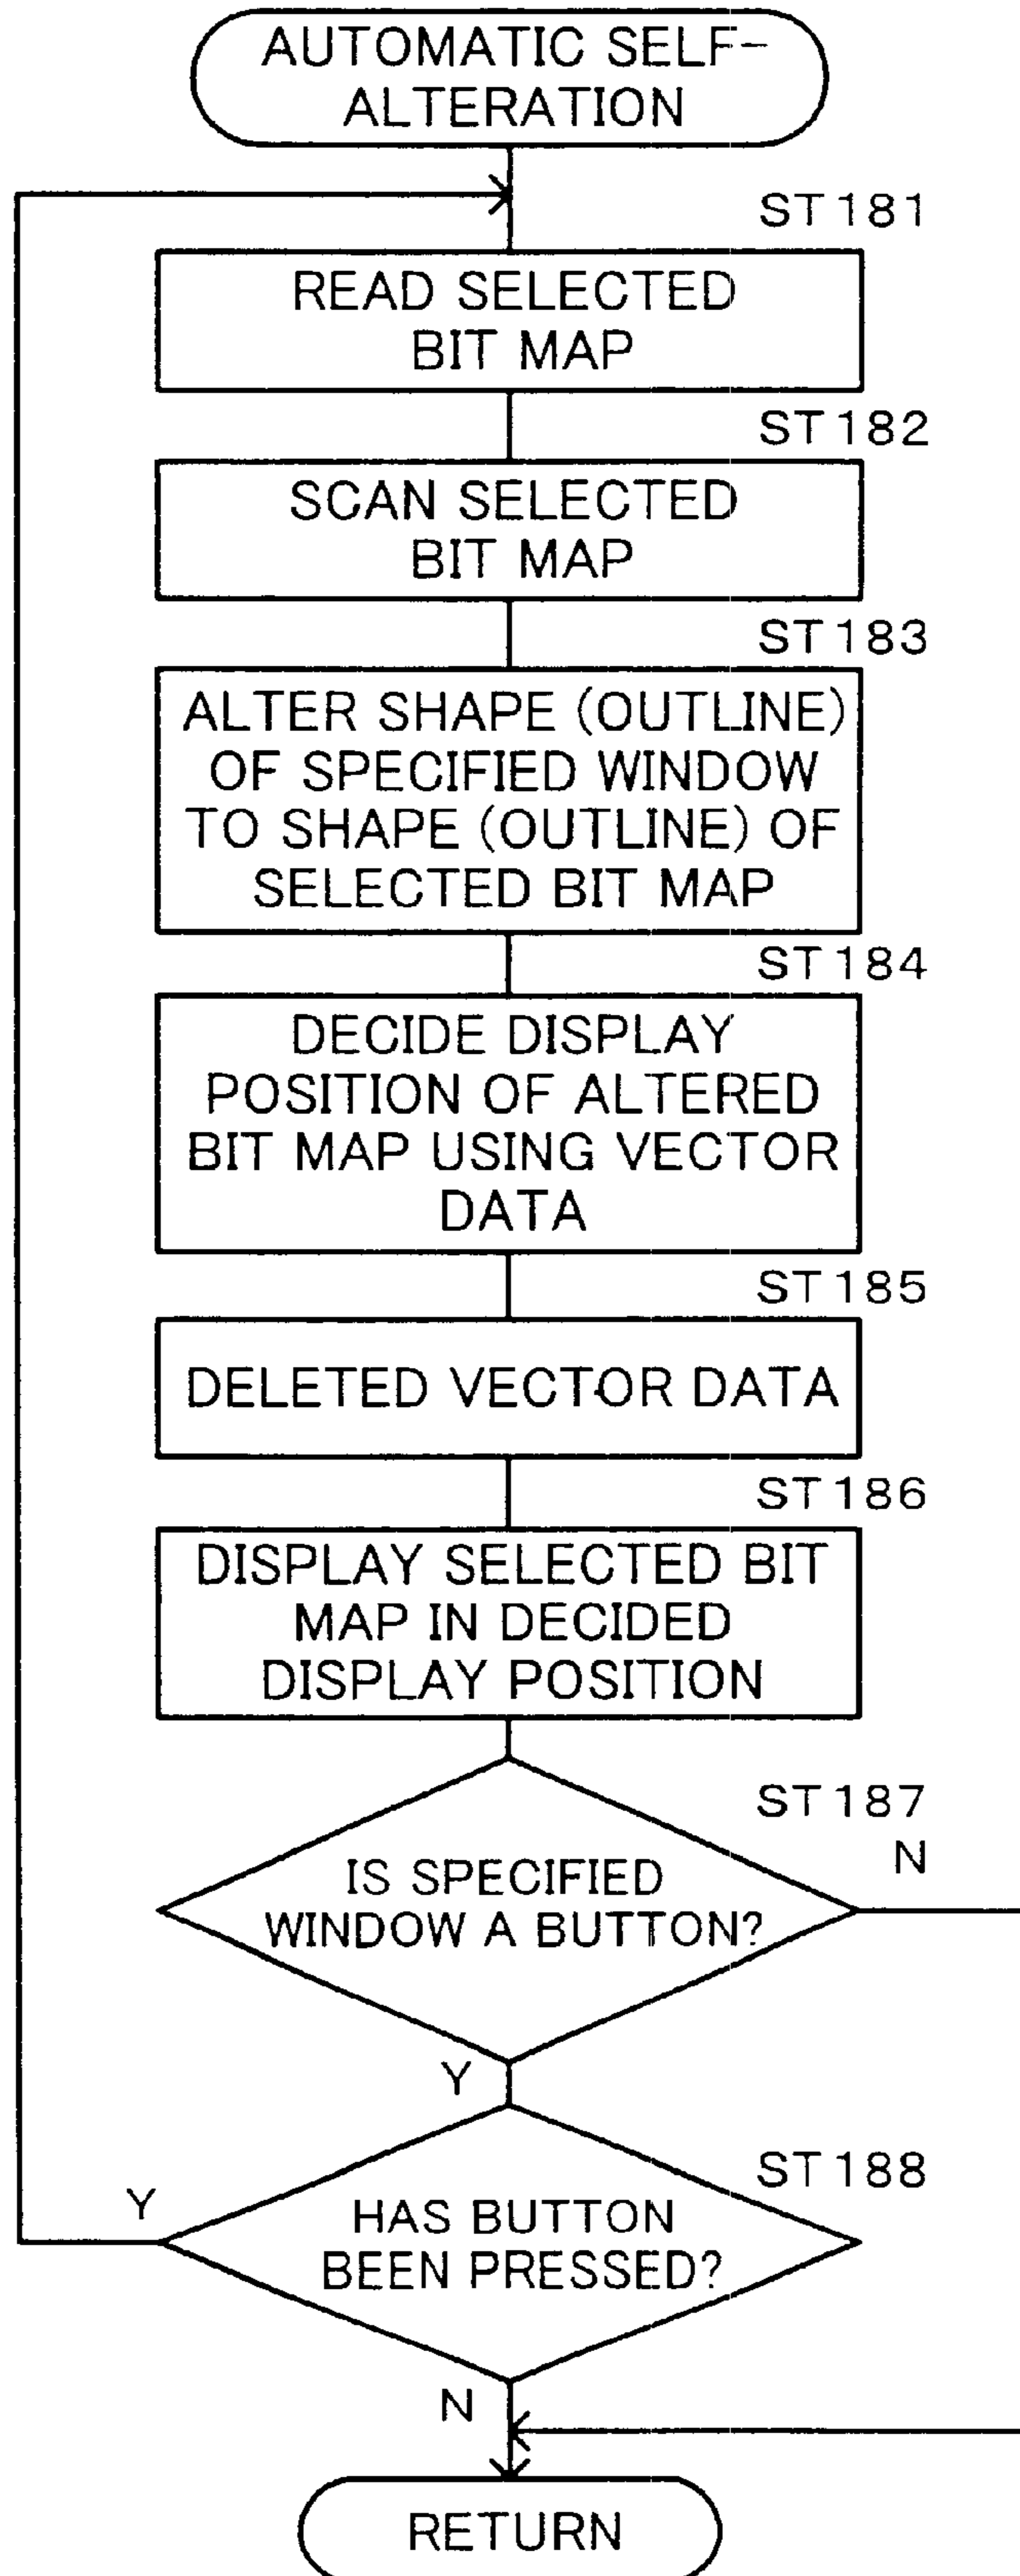 AUTOMATIC SELF-
ALTERATION
ST181
READ SELECTED
BIT MAP
ST182
SCAN SELECTED
BIT MAP
ST183
ALTER SHAPE (OUTLINE)
OF SPECIFIED WINDOW
TO SHAPE (OUTLINE) OF
SELECTED BIT MAP
ST184
DECIDE DISPLAY
POSITION OF ALTERED
BIT MAP USING VECTOR
DATA
ST185
DELETED VECTOR DATA
ST186
DISPLAY SELECTED BIT
MAP IN DECIDED
DISPLAY POSITION
ST187
N
IS SPECIFIED
WINDOW A BUTTON?
Y
ST188
Y
HAS BUTTON
BEEN PRESSED?
N
RETURN